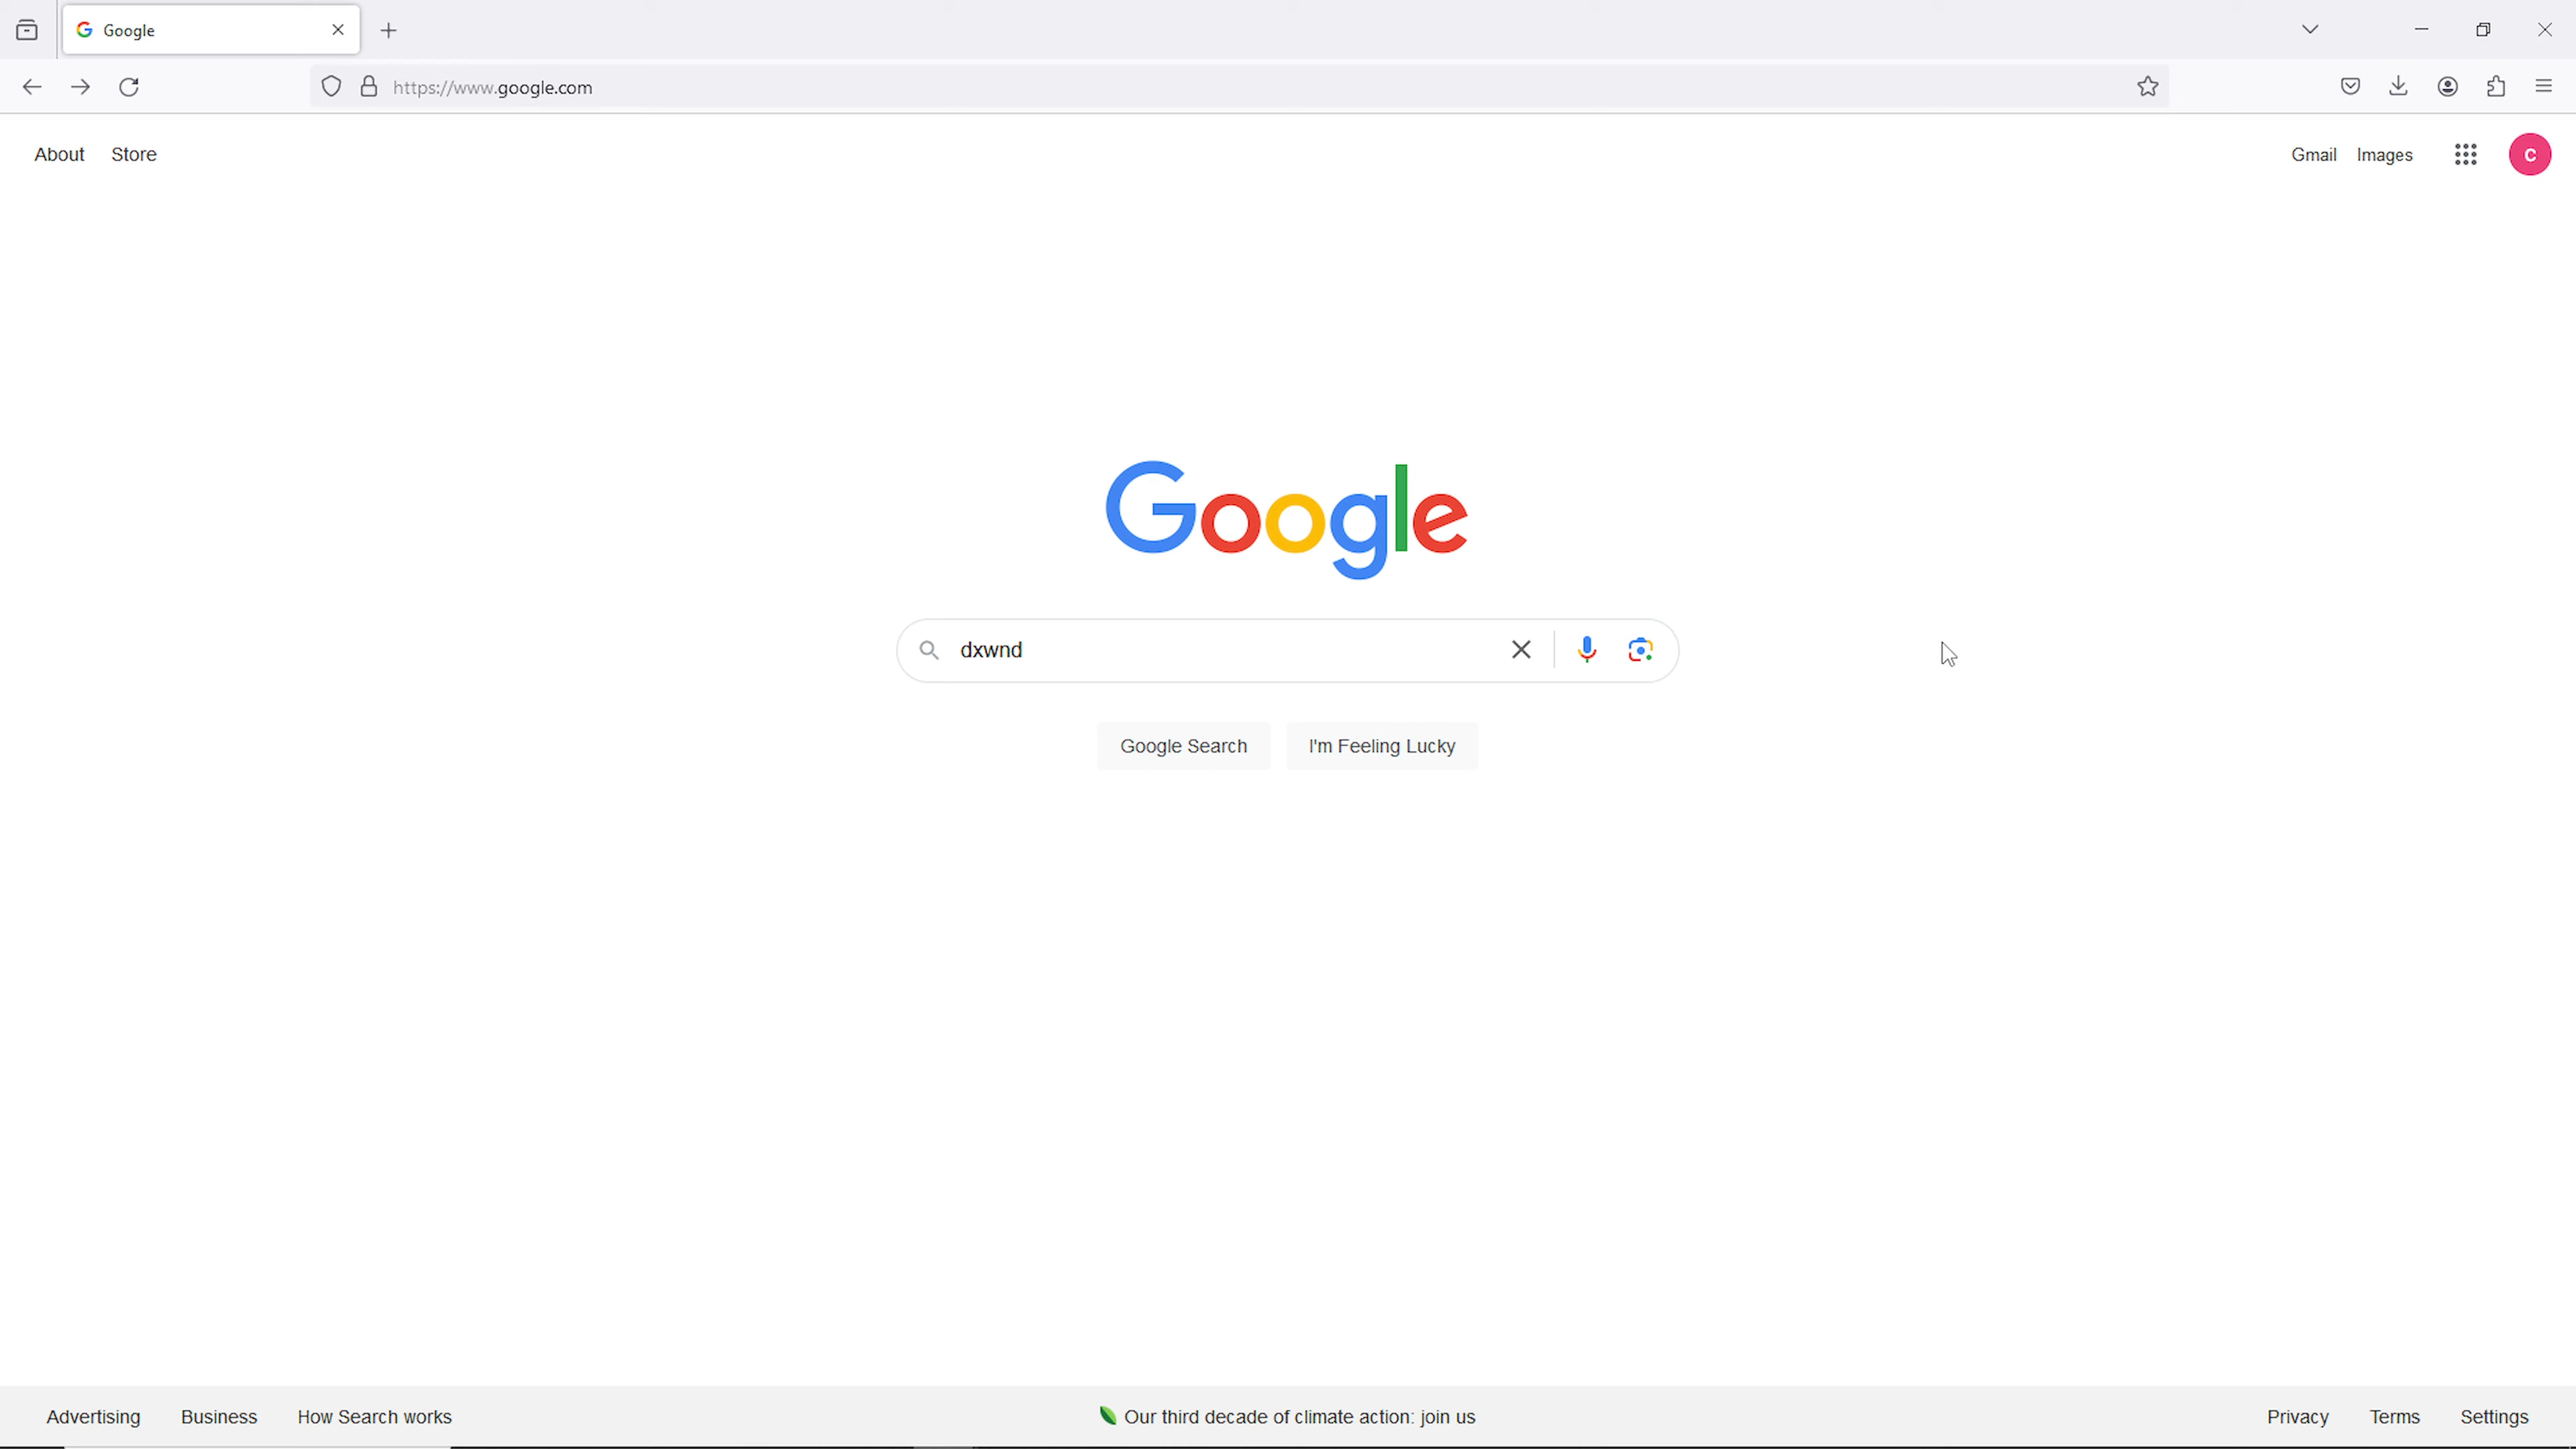 Google
https://www.google.com
About Store
Gmail Images
C
Google
dxwnd
Google Search I'm Feeling Lucky
Advertising Business How Search works
Our third decade of climate action: join us
Privacy Terms Settings